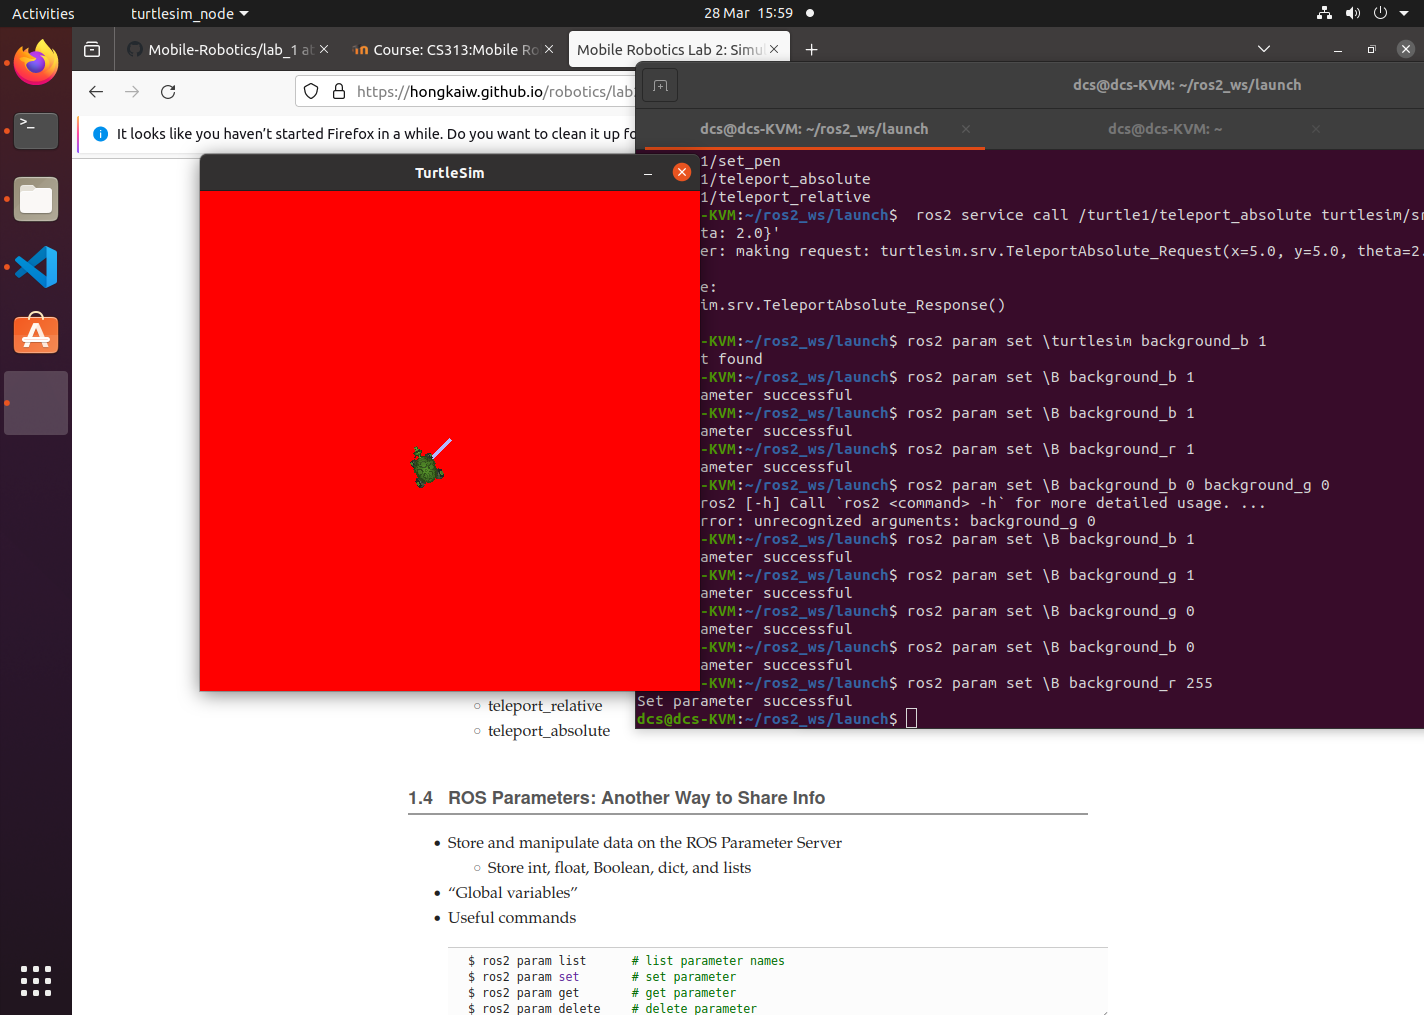 Activities
turtlesim_node
28 Mar 15:59
Mobile-Robotics/lab_1 at
Course: CS313:Mobile Ro
Mobile Robotics Lab 2: Simul
https://hongkaiw.github.io/robotics/lab
It looks like you haven't started Firefox in a while. Do you want to clean it up fo
dcs@dcs-KVM: ~/ros2_ws/launch
dcs@dcs-KVM: ~/ros2_ws/launch
dcs@dcs-KVM: ~
TurtleSim
1/set_pen
1/teleport_absolute
1/teleport_relative
-KVM:~/ros2_ws/launch$ ros2 service call /turtle1/teleport_absolute turtlesim/sr
ta: 2.0}'
er: making request: turtlesim.srv.TeleportAbsolute_Request(x=5.0, y=5.0, theta=2.
e:
im.srv.TeleportAbsolute_Response()
-KVM:~/ros2_ws/launch$ ros2 param set \turtlesim background_b 1
t found
-KVM:~/ros2_ws/launch$ ros2 param set \B background_b 1
ameter successful
-KVM:~/ros2_ws/launch$ ros2 param set \B background_b 1
ameter successful
-KVM:~/ros2_ws/launch$ ros2 param set \B background_r 1
ameter successful
-KVM:~/ros2_ws/launch$ ros2 param set \B background_b 0 background_g 0
ros2 [-h] Call `ros2 <command> -h` for more detailed usage. ...
rror: unrecognized arguments: background_g 0
-KVM:~/ros2_ws/launch$ ros2 param set \B background_b 1
ameter successful
-KVM:~/ros2_ws/launch$ ros2 param set \B background_g 1
ameter successful
-KVM:~/ros2_ws/launch$ ros2 param set \B background_g 0
ameter successful
-KVM:~/ros2_ws/launch$ ros2 param set \B background_b 0
ameter successful
-KVM:~/ros2_ws/launch$ ros2 param set \B background_r 255
Set parameter successful
dcs@dcs-KVM:~/ros2_ws/launch$
○ teleport_relative
○ teleport_absolute
1.4 ROS Parameters: Another Way to Share Info
• Store and manipulate data on the ROS Parameter Server
○ Store int, float, Boolean, dict, and lists
• “Global variables”
• Useful commands
$ ros2 param list # list parameter names
$ ros2 param set # set parameter
$ ros2 param get # get parameter
$ ros2 param delete # delete parameter